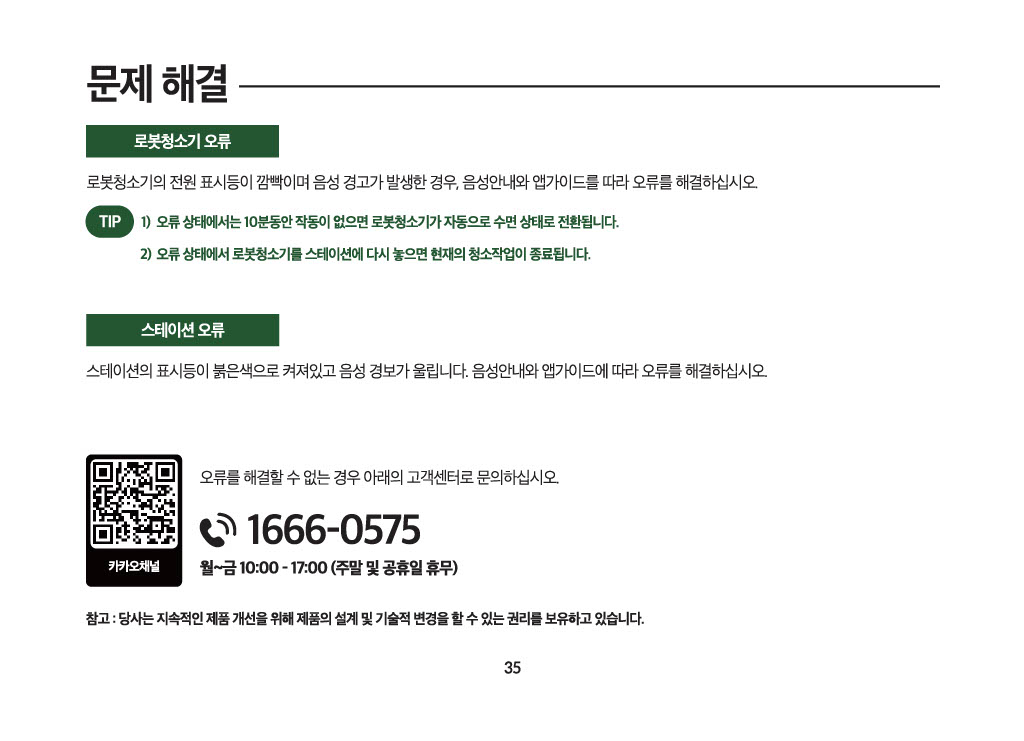 문제 해결
로봇청소기 오류
로봇청소기의 전원 표시등이 깜빡이며 음성 경고가 발생한 경우, 음성안내와 앱가이드를 따라 오류를 해결하십시오.
TIP 1) 오류 상태에서는 10분동안 작동이 없으면 로봇청소기가 자동으로 수면 상태로 전환됩니다.
2) 오류 상태에서 로봇청소기를 스테이션에 다시 놓으면 현재의 청소작업이 종료됩니다.
스테이션 오류
스테이션의 표시등이 붉은색으로 켜져있고 음성 경보가 울립니다. 음성안내와 앱가이드에 따라 오류를 해결하십시오.
오류를 해결할 수 없는 경우 아래의 고객센터로 문의하십시오.
1666-0575
카카오채널
월~금 10:00 - 17:00 (주말 및 공휴일 휴무)
참고 : 당사는 지속적인 제품 개선을 위해 제품의 설계 및 기술적 변경을 할 수 있는 권리를 보유하고 있습니다.
35